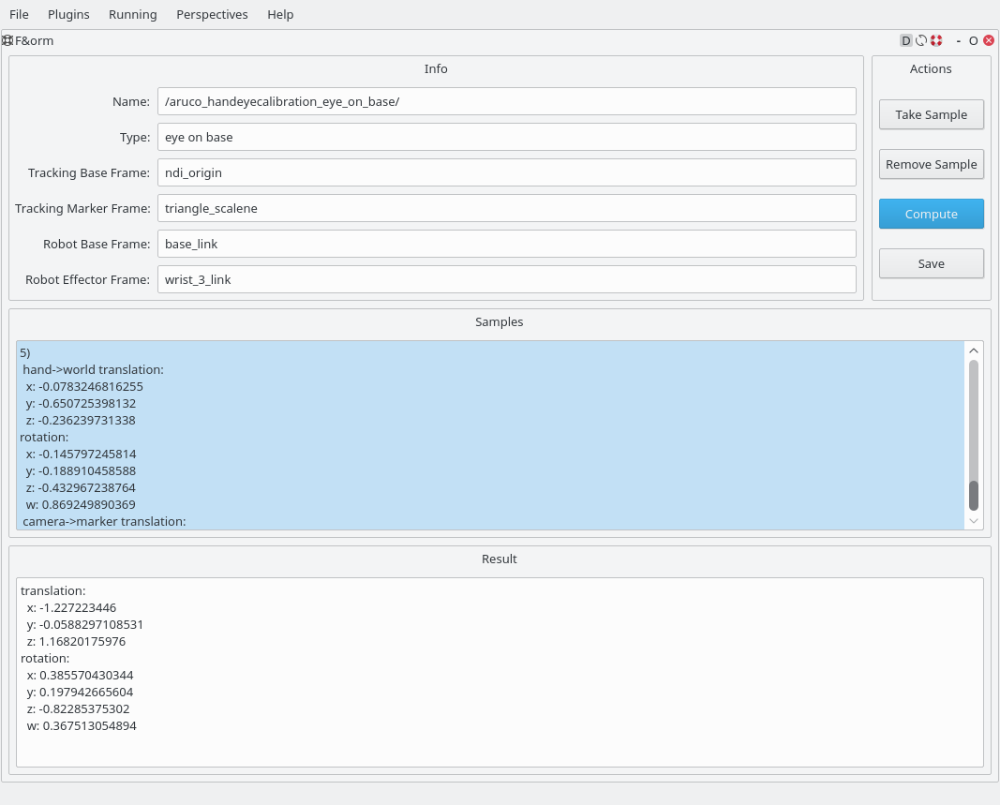 File Plugins Running Perspectives Help
F&orm D - O
Info
Name: /aruco_handeyecalibration_eye_on_base/
Type: eye on base
Tracking Base Frame: ndi_origin
Tracking Marker Frame: triangle_scalene
Robot Base Frame: base_link
Robot Effector Frame: wrist_3_link
Actions
Take Sample
Remove Sample
Compute
Save
Samples
5)
hand->world translation:
x: -0.0783246816255
y: -0.650725398132
z: -0.236239731338
rotation:
x: -0.145797245814
y: -0.188910458588
z: -0.432967238764
w: 0.869249890369
camera->marker translation:
Result
translation:
x: -1.227223446
y: -0.0588297108531
z: 1.16820175976
rotation:
x: 0.385570430344
y: 0.197942665604
z: -0.82285375302
w: 0.367513054894